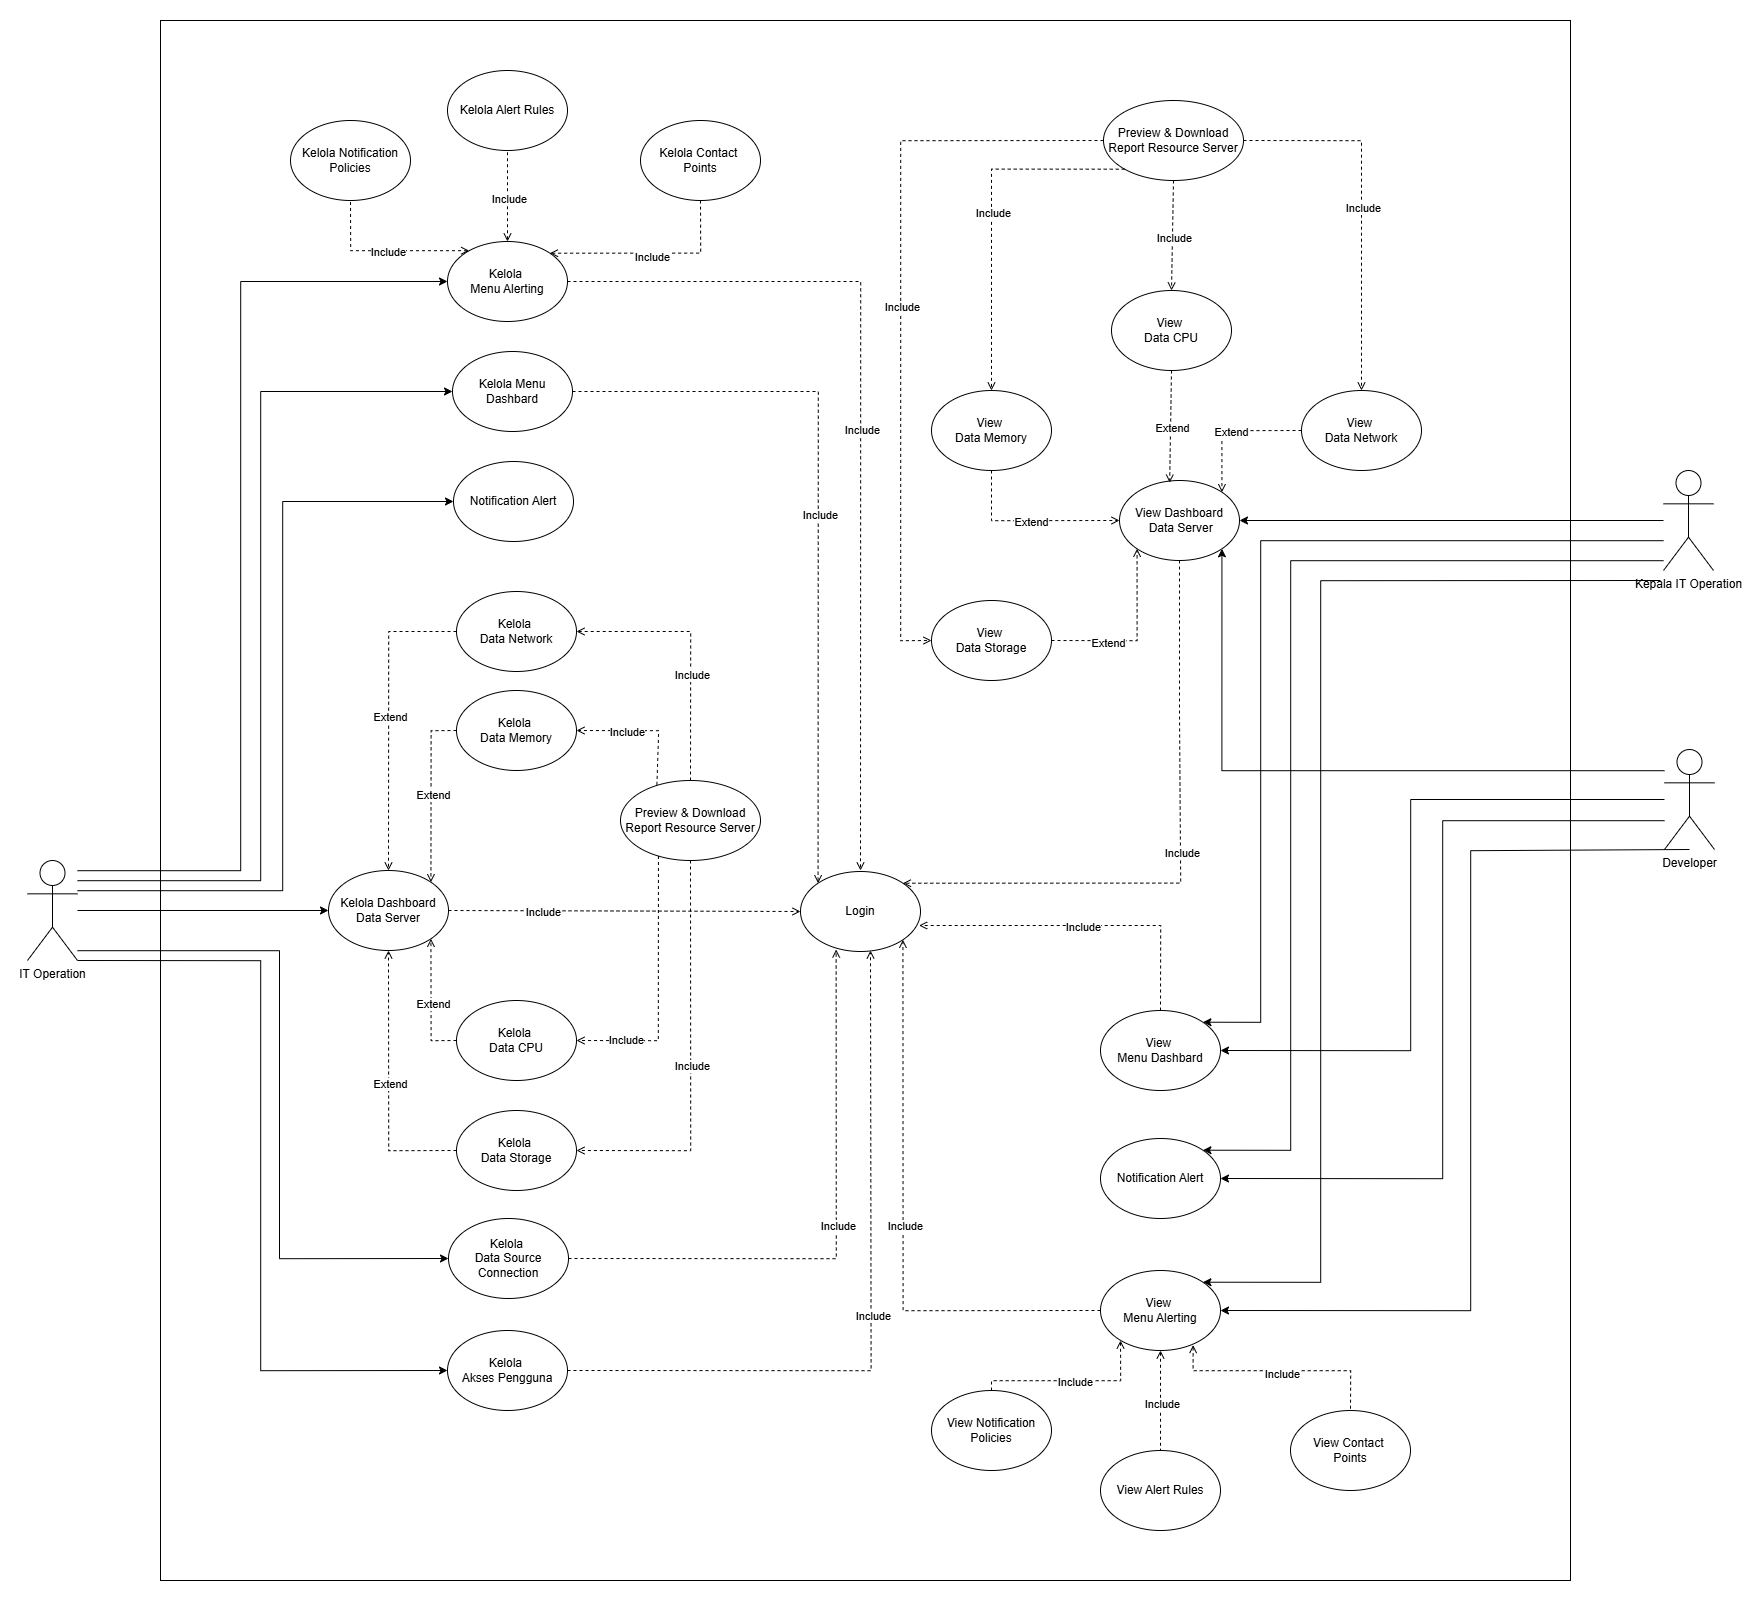 Kelola Alert Rules
Kelola Notification
Policies
Kelola Contact
Points
Include
Include
Include
Kelola
Menu Alerting
Kelola Menu
Dashbard
Notification Alert
Include
Include
Preview & Download
Report Resource Server
Include
Include
Include
Include
View
Data CPU
View
Data Memory
View
Data Network
Extend
Extend
Extend
View Dashboard
Data Server
View
Data Storage
Extend
Kepala IT Operation
Kelola
Data Network
Include
Extend
Kelola
Data Memory
Include
Extend
Preview & Download
Report Resource Server
Developer
Include
IT Operation
Kelola Dashboard
Data Server
Include
Login
Include
Extend
Kelola
Data CPU
Include
Include
Extend
View
Menu Dashbard
Kelola
Data Storage
Notification Alert
Kelola
Data Source
Connection
Include
Include
Include
Kelola
Akses Pengguna
View
Menu Alerting
Include
Include
Include
View Notification
Policies
View Contact
Points
View Alert Rules